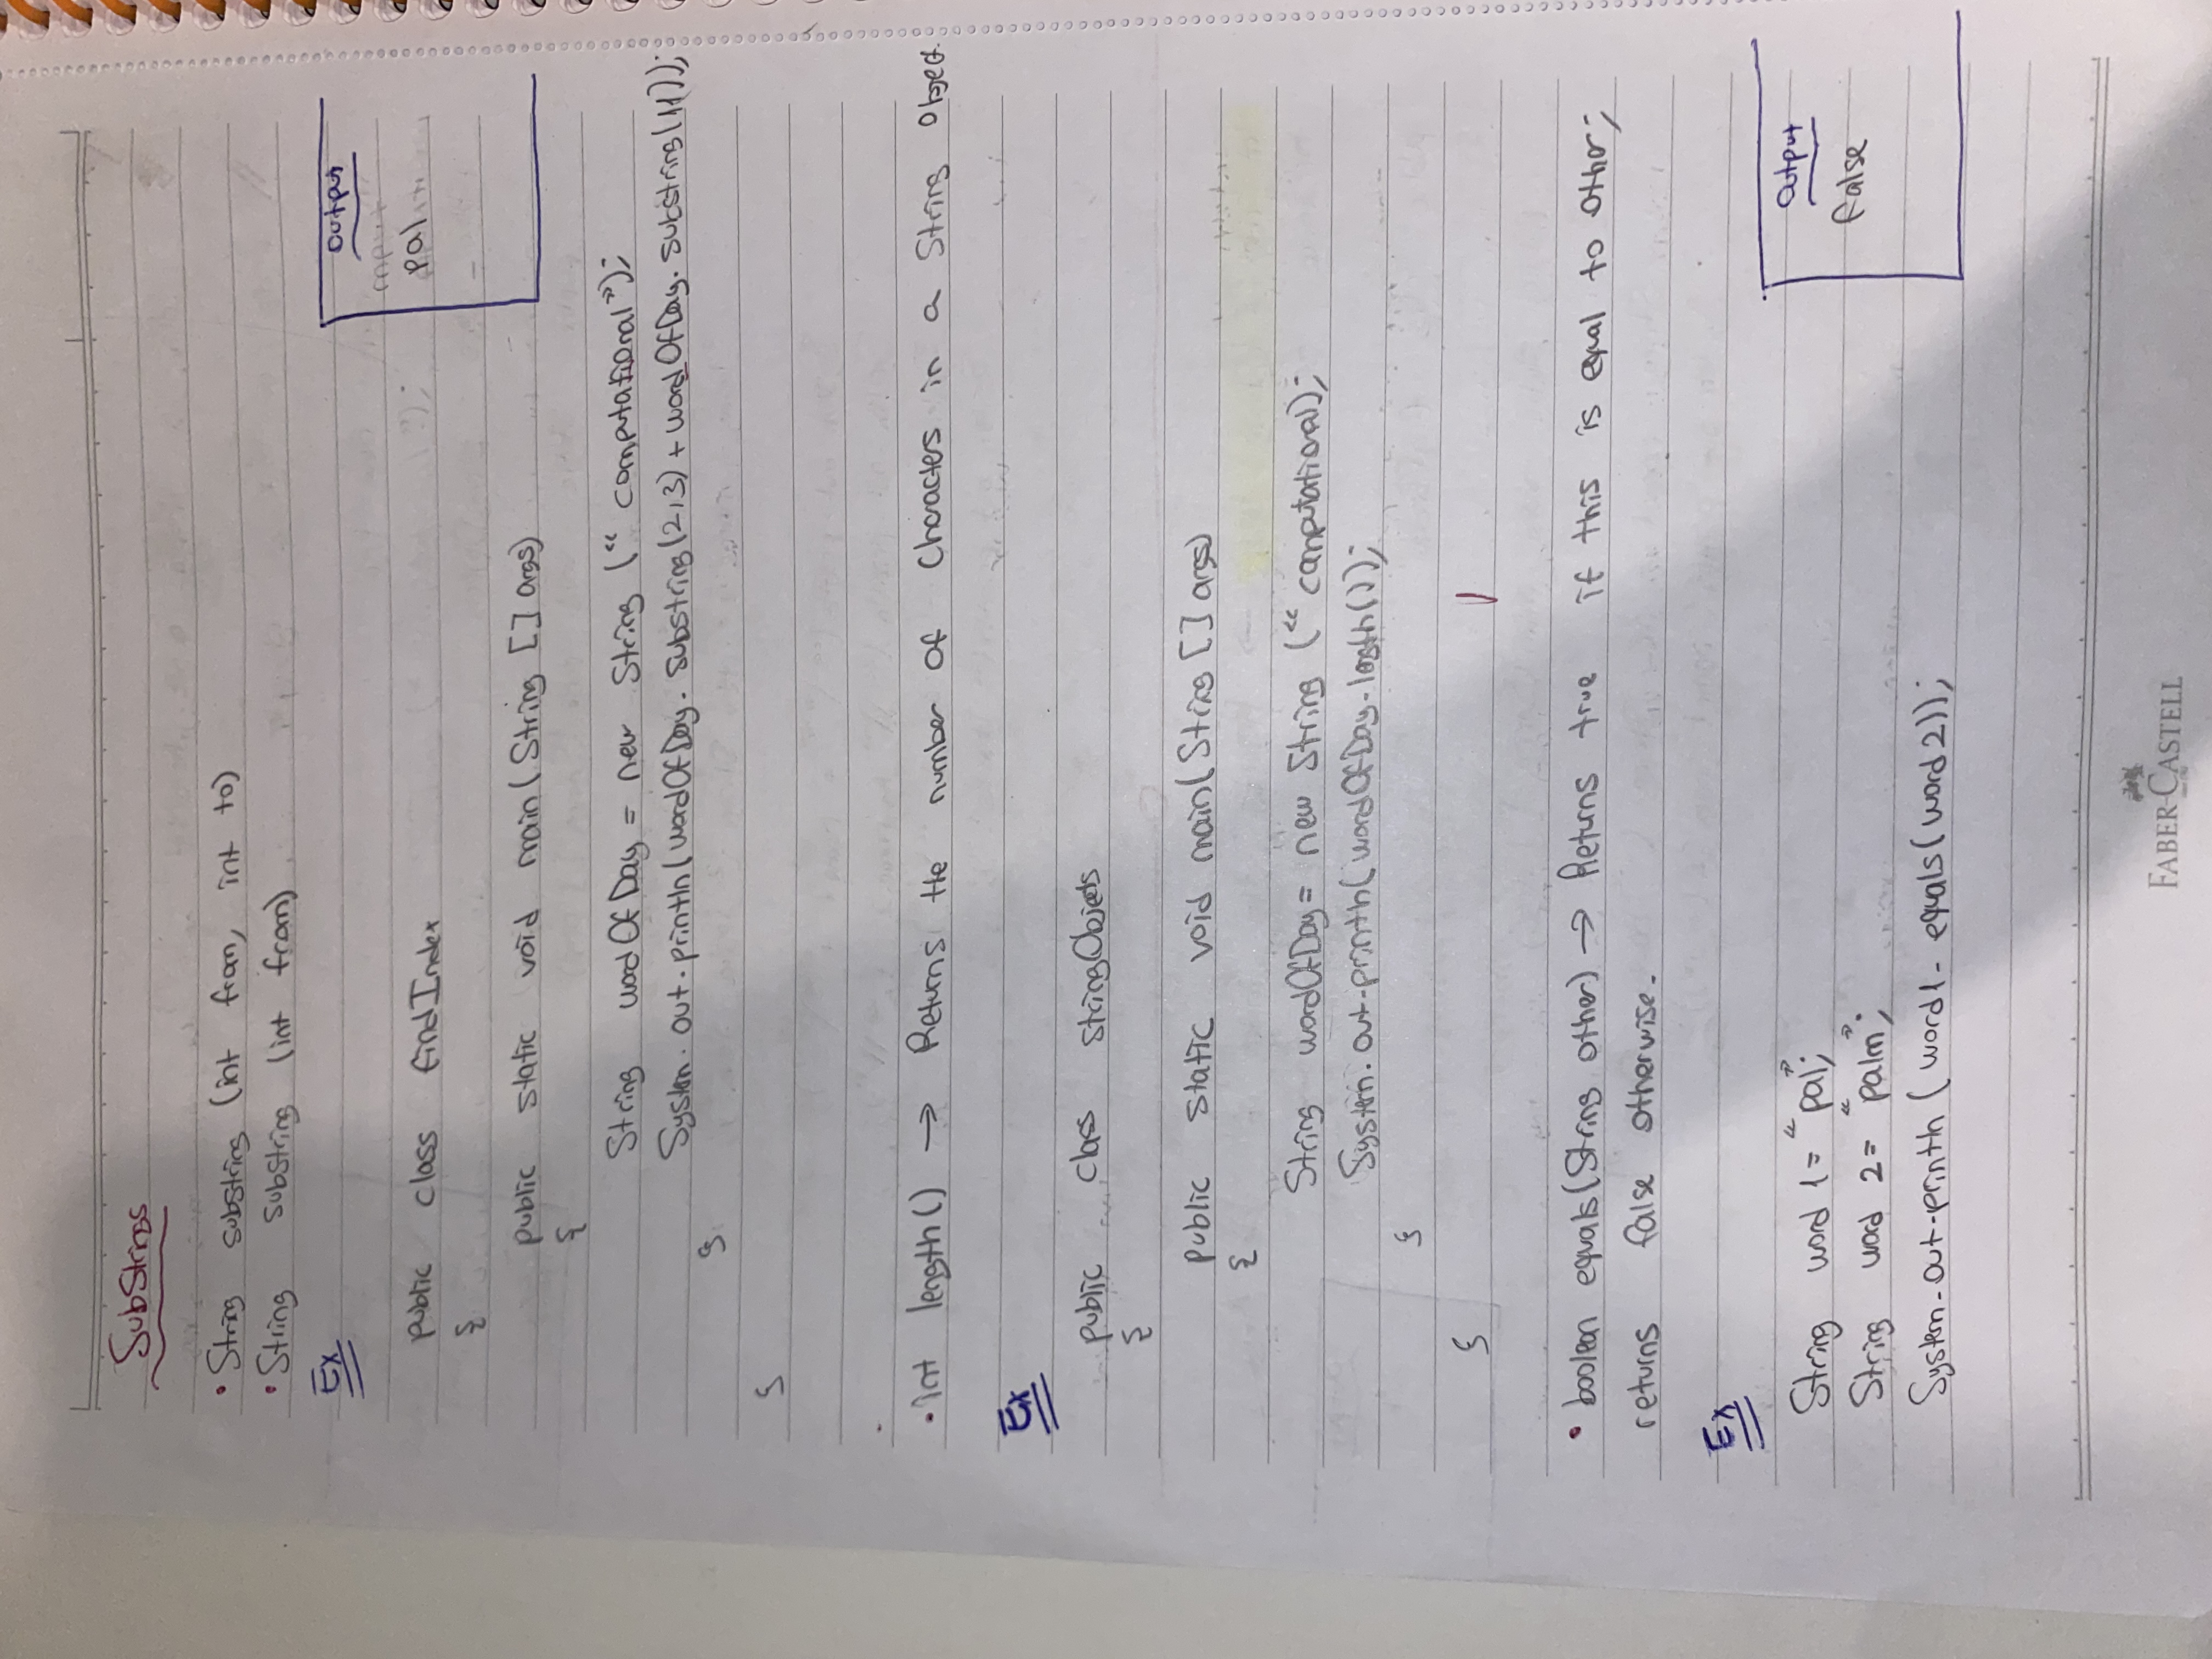 SubStrings
• String substring (int from, int to)
• String substring (int from)
Ex
output
pal
public class findIndex
{
public static void main(String [] args)
{
String wordOfDay = new String (“ computational”);
System.out.println(wordOfDay.substring(2,3) + wordOfDay.substring(11));
}
}
• int length() → Returns the number of Characters in a String object.
Ex
public class stringObjects
{
public static void main(String [] args)
{
String wordOfDay = new String (“ computational);
System.out.println(wordOfDay.length());
}
}
• boolean equals(String other) → Returns true if this is equal to other;
returns false otherwise.
Ex
String word 1 = “pal”;
String word 2 = “palm”;
System.out.println (word1. equals(word 2));
output
false
FABER-CASTELL